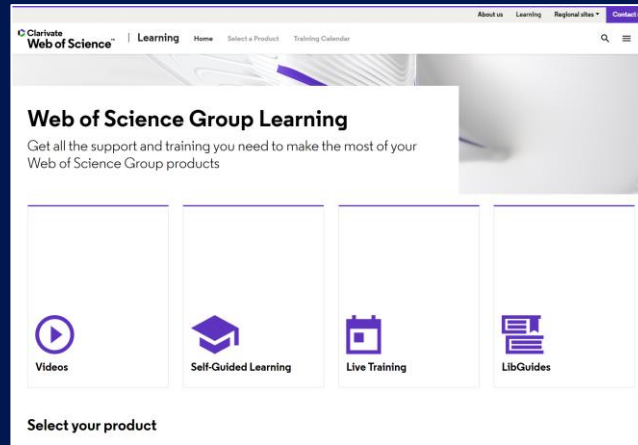 About us Learning Regional sites Contact
Clarivate
Web of Science™ Learning Home Select a Product Training Calendar
Web of Science Group Learning
Get all the support and training you need to make the most of your
Web of Science Group products
Videos Self-Guided Learning Live Training LibGuides
Select your product